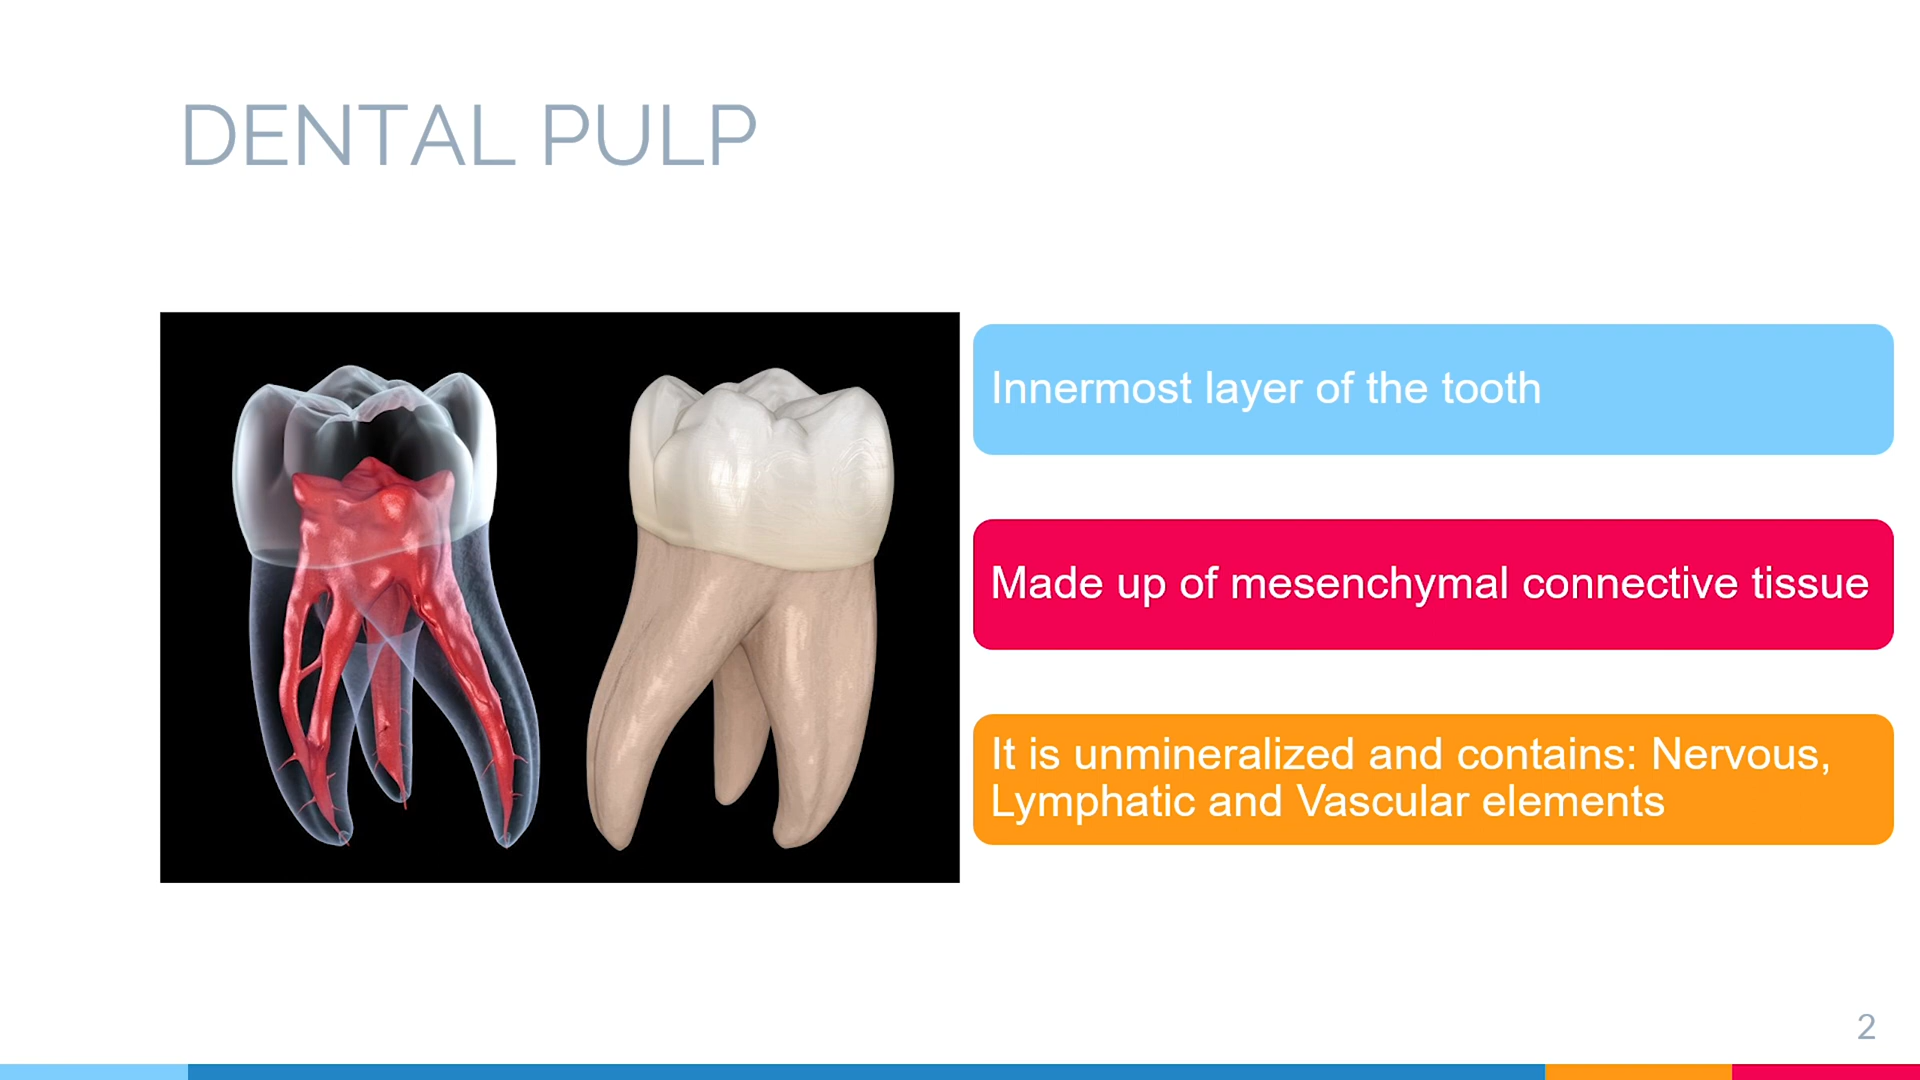 DENTAL PULP
Innermost layer of the tooth
Made up of mesenchymal connective tissue
It is unmineralized and contains: Nervous,
Lymphatic and Vascular elements
2